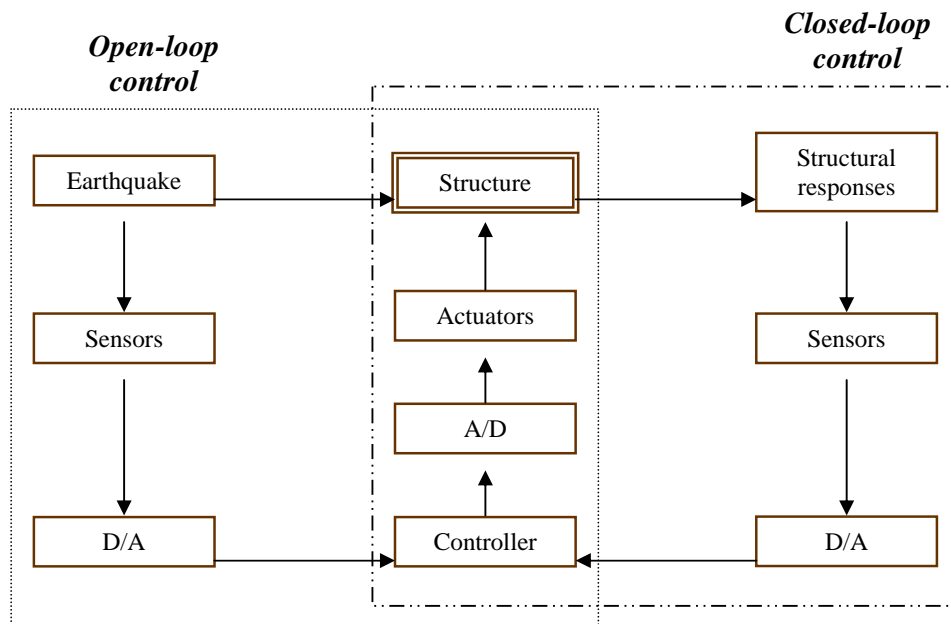 Open-loop
control
Closed-loop
control
Earthquake
Structure
Structural
responses
Sensors
Actuators
Sensors
A/D
D/A
Controller
D/A